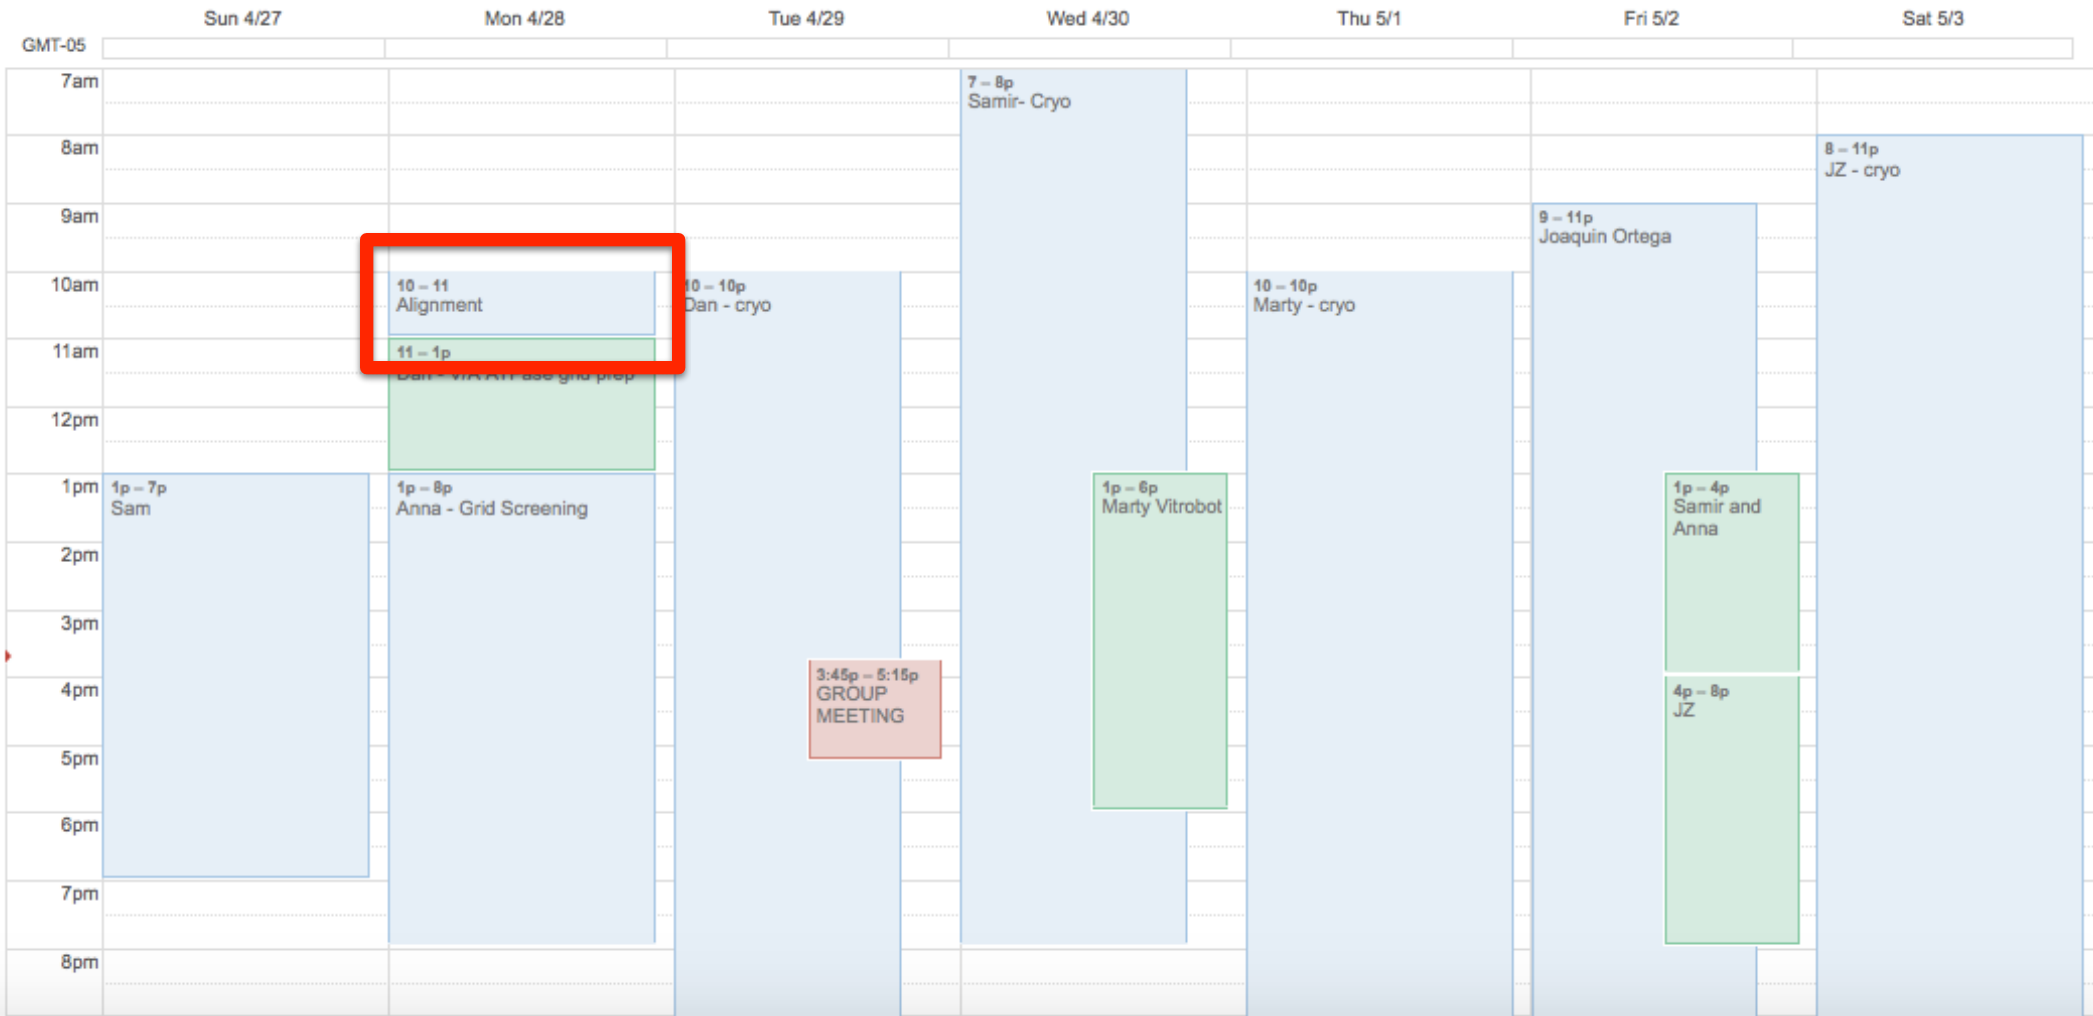 Sun 4/27
Mon 4/28
Tue 4/29
Wed 4/30
Thu 5/1
Fri 5/2
Sat 5/3
GMT-05
7am
8am
9am
10am
11am
12pm
1pm
2pm
3pm
4pm
5pm
6pm
7pm
8pm
1p – 7p
Sam
10 – 11
Alignment
11 – 1p
Dan - V/A ATPase grid prep
1p – 8p
Anna - Grid Screening
10 – 10p
Dan - cryo
3:45p – 5:15p
GROUP
MEETING
7 – 8p
Samir- Cryo
1p – 6p
Marty Vitrobot
10 – 10p
Marty - cryo
9 – 11p
Joaquin Ortega
1p – 4p
Samir and
Anna
4p – 8p
JZ
8 – 11p
JZ - cryo